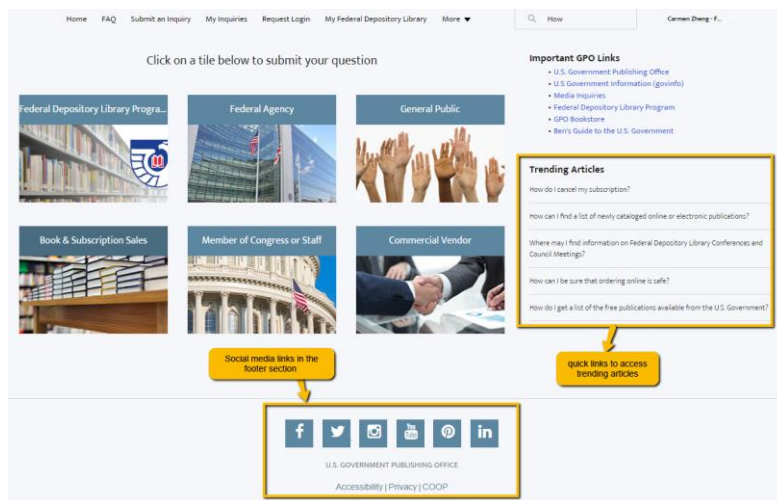 Home FAQ Submit an Inquiry My Inquiries Request Login My Federal Depository Library More How Carmen Zheng - F...
Click on a tile below to submit your question
Federal Depository Library Progra...
Federal Agency
General Public
Book & Subscription Sales
Member of Congress or Staff
Commercial Vendor
Important GPO Links
• U.S. Government Publishing Office
• U.S Government Information (govinfo)
• Media Inquiries
• Federal Depository Library Program
• GPO Bookstore
• Ben's Guide to the U.S. Government
Trending Articles
How do I cancel my subscription?
How can I find a list of newly cataloged online or electronic publications?
Where may I find information on Federal Depository Library Conferences and
Council Meetings?
How can I be sure that ordering online is safe?
How do I get a list of the free publications available from the U.S. Government?
quick links to access
trending articles
Social media links in the
footer section
You
Tube
U.S. GOVERNMENT PUBLISHING OFFICE
Accessibility | Privacy | COOP